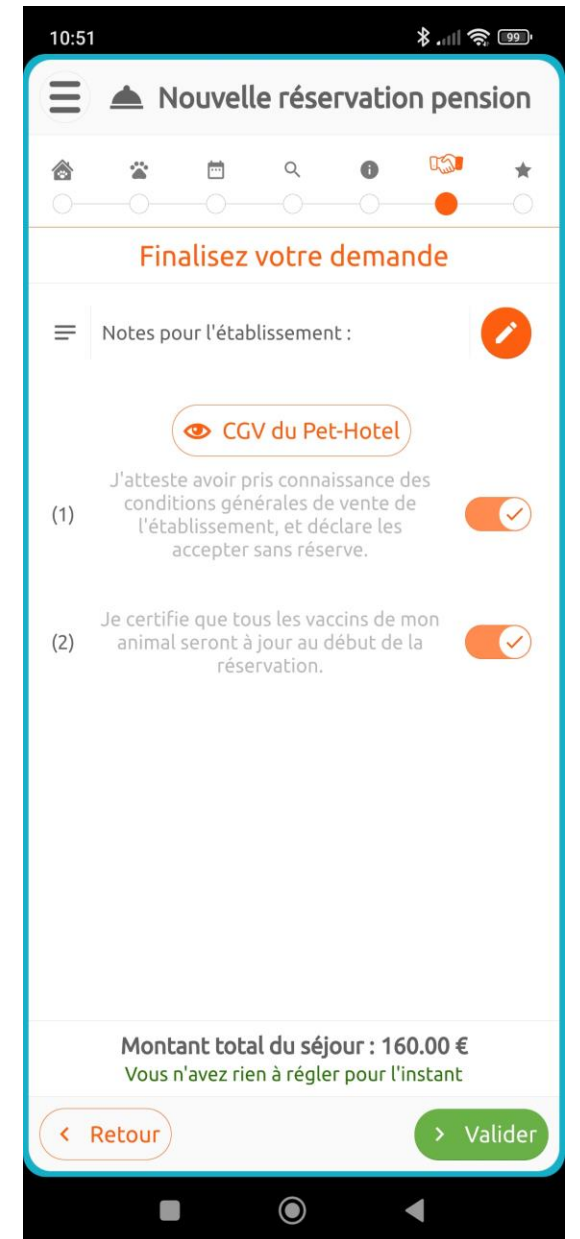 10:51
99
Nouvelle réservation pension
Finalisez votre demande
Notes pour l'établissement :
CGV du Pet-Hotel
J'atteste avoir pris connaissance des
conditions générales de vente de
(1)
l'établissement, et déclare les
accepter sans réserve.
Je certifie que tous les vaccins de mon
(2)
animal seront à jour au début de la
réservation.
Montant total du séjour : 160.00 €
Vous n'avez rien à régler pour l'instant
Retour
Valider